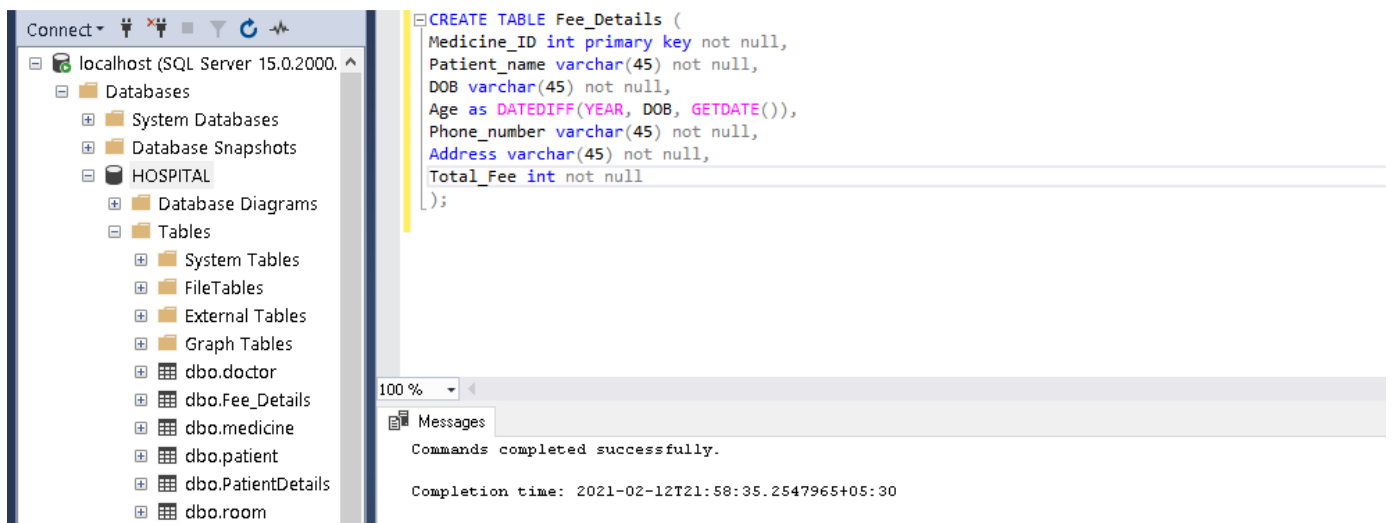 Connect
localhost (SQL Server 15.0.2000.
Databases
System Databases
Database Snapshots
HOSPITAL
Database Diagrams
Tables
System Tables
FileTables
External Tables
Graph Tables
dbo.doctor
dbo.Fee_Details
dbo.medicine
dbo.patient
dbo.PatientDetails
dbo.room
CREATE TABLE Fee_Details (
Medicine_ID int primary key not null,
Patient_name varchar(45) not null,
DOB varchar(45) not null,
Age as DATEDIFF(YEAR, DOB, GETDATE()),
Phone_number varchar(45) not null,
Address varchar(45) not null,
Total_Fee int not null
);
100 %
Messages
Commands completed successfully.
Completion time: 2021-02-12T21:58:35.2547965+05:30